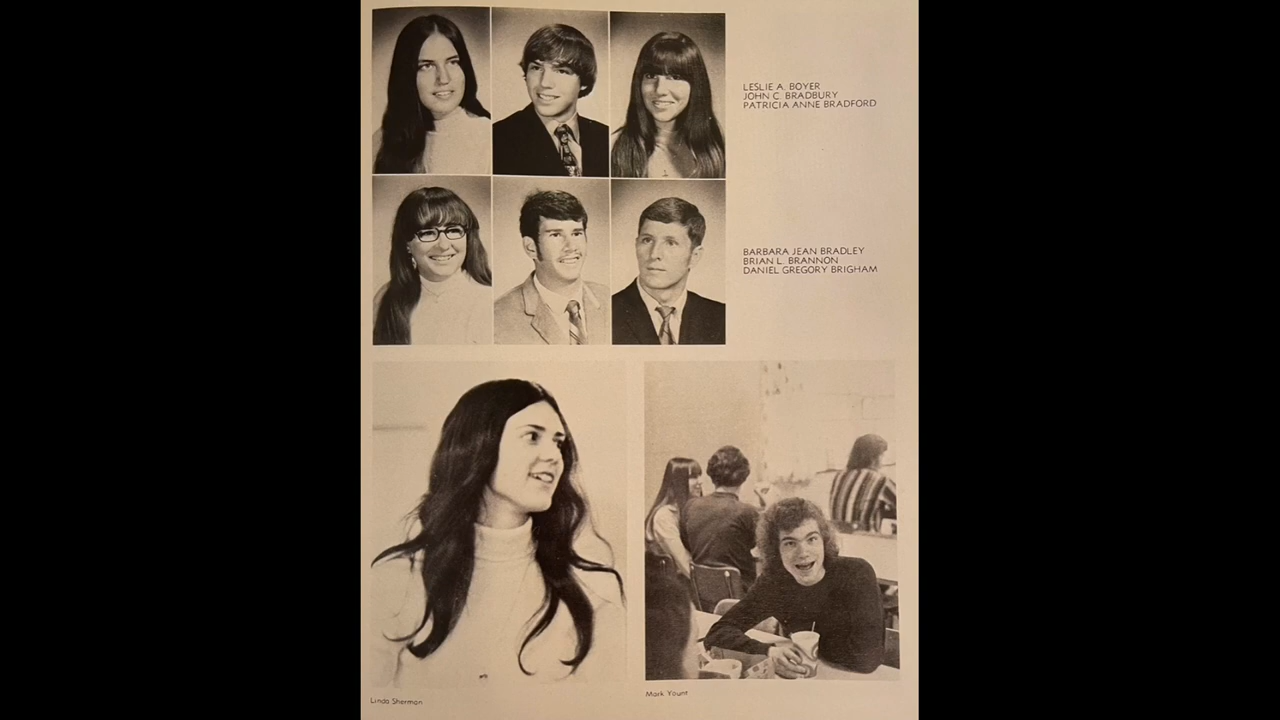 LESLIE A. BOYER
JOHN C. BRADBURY
PATRICIA ANNE BRADFORD
BARBARA JEAN BRADLEY
BRIAN L. BRANNON
DANIEL GREGORY BRIGHAM
Linda Sherman
Mark Yount